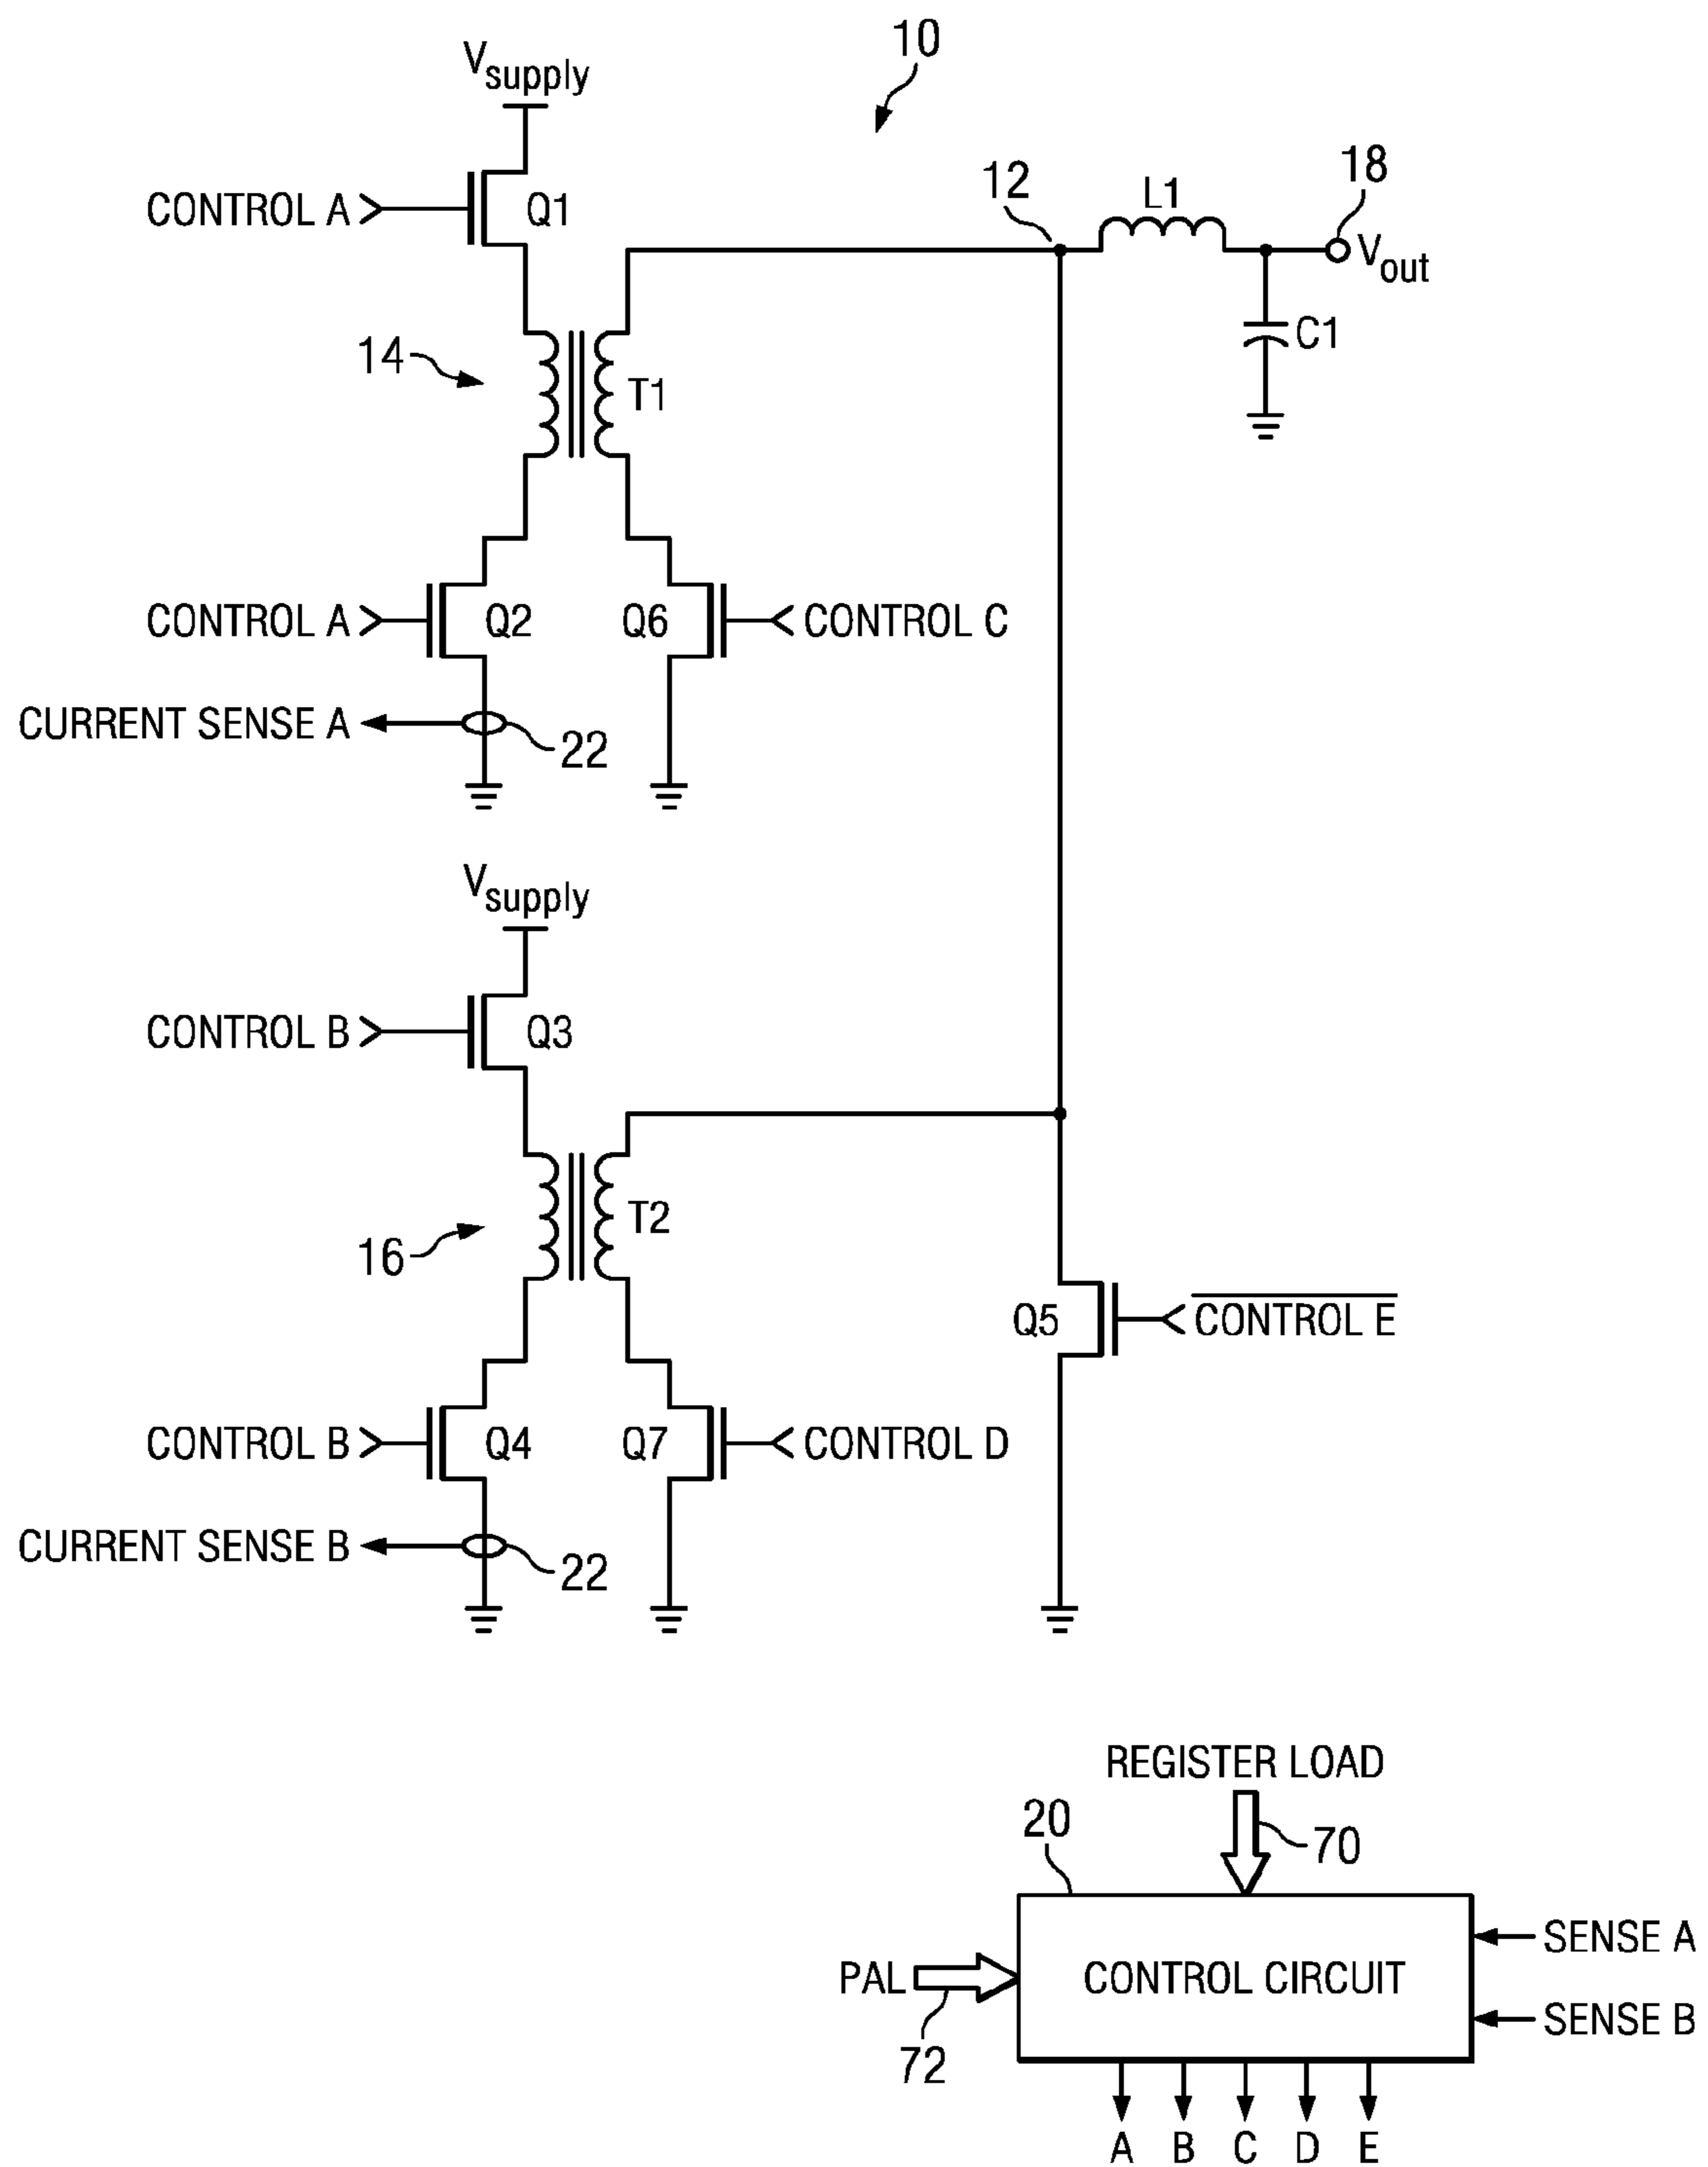 10
Vsupply
CONTROL A
Q1
12
L1
18
Vout
C1
14
T1
CONTROL A
Q2
Q6
CONTROL C
CURRENT SENSE A
22
Vsupply
CONTROL B
Q3
16
T2
Q5
CONTROL E
CONTROL B
Q4
Q7
CONTROL D
CURRENT SENSE B
22
REGISTER LOAD
20
70
SENSE A
PAL
CONTROL CIRCUIT
SENSE B
72
A B C D E